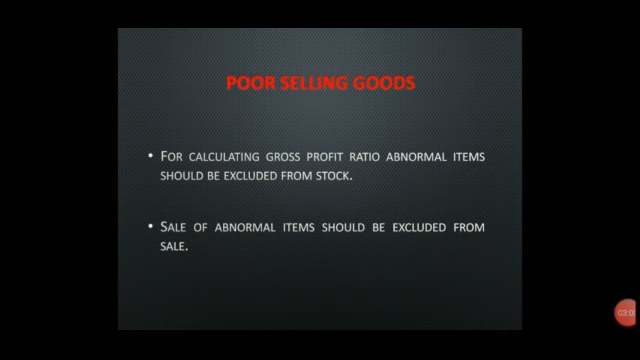 POOR SELLING GOODS
• FOR CALCULATING GROSS PROFIT RATIO ABNORMAL ITEMS
SHOULD BE EXCLUDED FROM STOCK.
• SALE OF ABNORMAL ITEMS SHOULD BE EXCLUDED FROM
SALE.